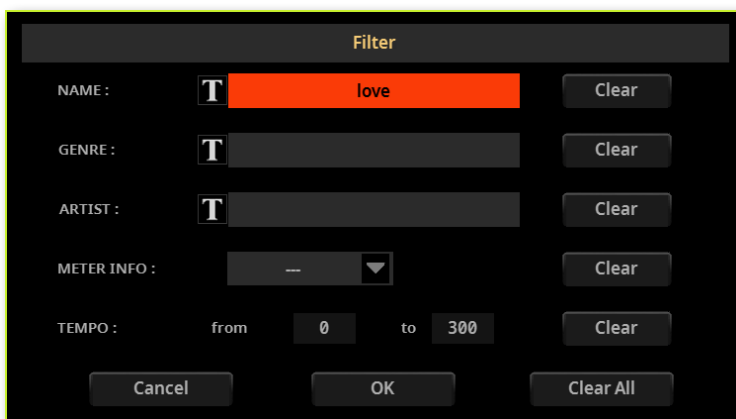 Filter
NAME : T love Clear
GENRE : T Clear
ARTIST : T Clear
METER INFO : --- Clear
TEMPO : from 0 to 300 Clear
Cancel OK Clear All